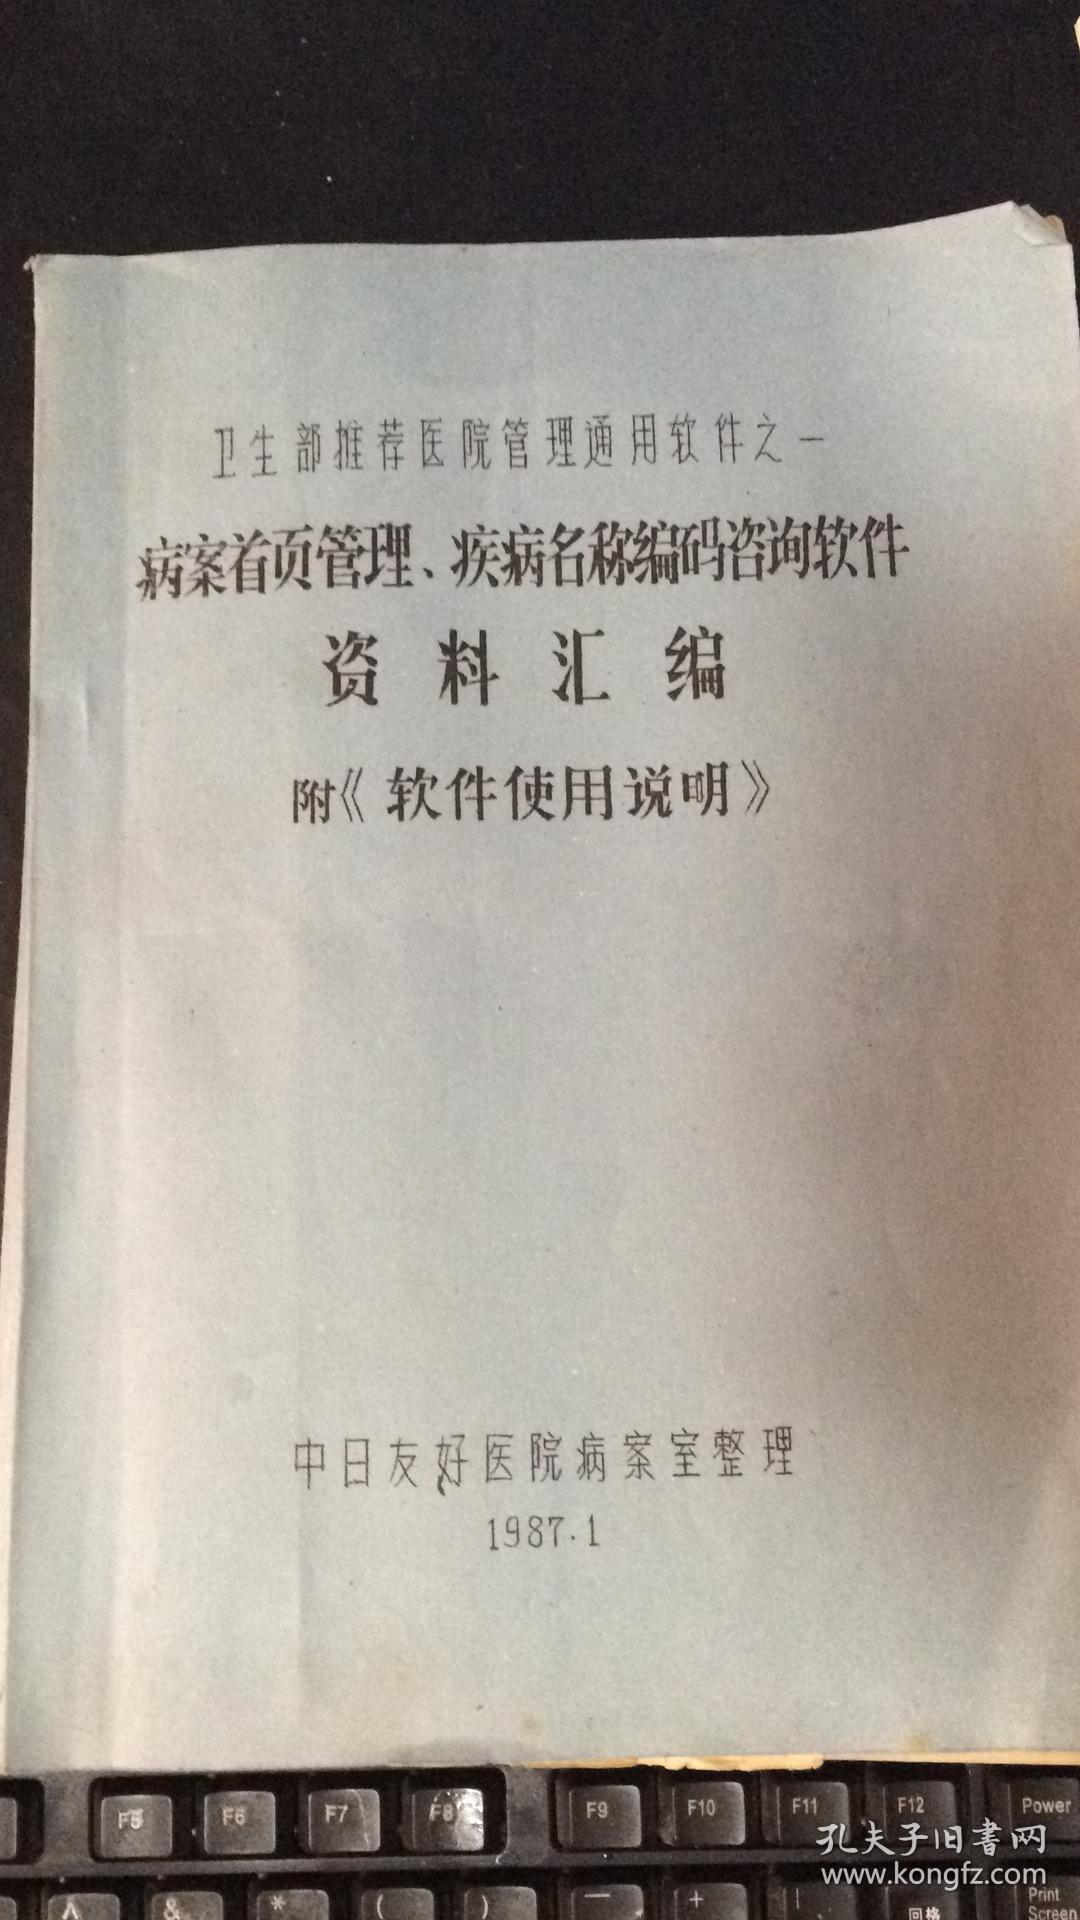 卫生部推荐医院管理通用软件之一
病案首页管理、疾病名称编码咨询软件
资料汇编
附《软件使用说明》
中日友好医院病案室整理
1987.1
F5 F6 F7 F8 F9 F10 F11 F12 Power
孔夫子旧書网
www.kongfz.com
^ & * ( ) — + | 回格 Print Screen